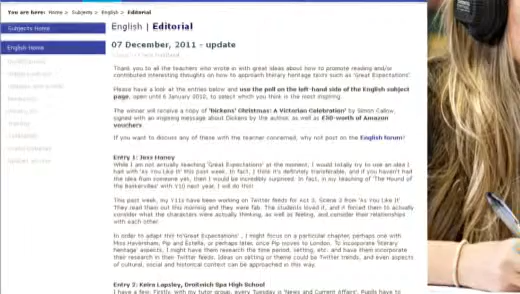 You are here: Home > Subjects > English > Editorial
Subjects Home
English Home
English | Editorial
07 December, 2011 - update
Thank you to all the teachers who wrote in with great ideas about how to promote reading and/or
contributed interesting thoughts on how to approach literary heritage texts such as 'Great Expectations'.
Please have a look at the entries below and use the poll on the left-hand side of the English subject
page, open until 6 January 2012, to select which you think is the most inspiring.
The winner will receive a copy of 'Dickens' Christmas: A Victorian Celebration' by Simon Callow,
signed with an inspiring message about Dickens by the author, as well as £30-worth of Amazon
vouchers.
If you want to discuss any of these with the teacher concerned, why not post on the English forum?
Entry 1: Jess Haney
While I am not actually teaching 'Great Expectations' at the moment, I would totally try to use an idea I
had with 'As You Like It' this past week. In fact, I think it's definitely transferable, and if you haven't had
the idea from someone yet, then I would be incredibly surprised. In fact, in my teaching of 'The Hound of
the Baskervilles' with Y10 next year, I will do this!
This past week, my Y11s have been working on Twitter feeds for Act 3, Scene 3 from 'As You Like It'
They read them out this morning and they were fab. The students loved it, and it forced them to actually
consider what the characters were actually thinking, as well as feeling, and consider their relationships
with each other.
In order to adapt this to 'Great Expectations'... I might focus on a particular chapter, perhaps one with
Miss Haversham, Pip and Estella, or perhaps later, once Pip moves to London. To incorporate 'literary
heritage' aspects, I might then have them research the time period, setting, etc. and have them incorporate
their research in their Twitter feeds. Ideas on setting or theme could be Twitter trends, and even aspects
of cultural, social and historical context can be approached in this way.
Entry 2: Keira Lapsley, Droitwich Spa High School
I have a few. Firstly, with my tutor group, every Tuesday is 'News and Current Affairs'. Pupils have to